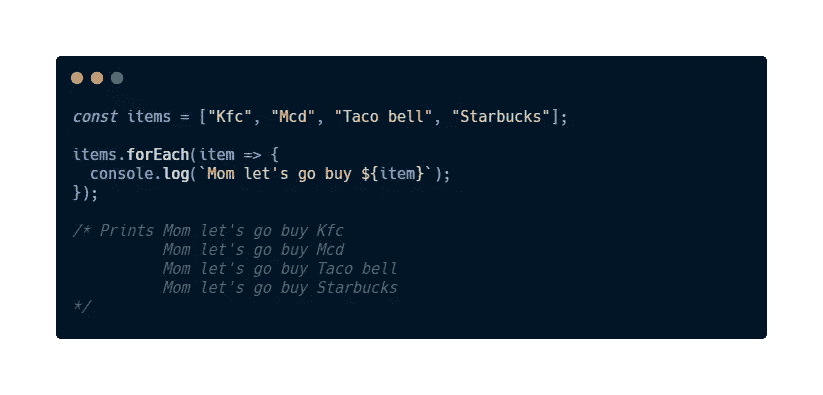 const items = ["Kfc", "Mcd", "Taco bell", "Starbucks"];
items.forEach(item => {
  console.log(`Mom let's go buy ${item}`);
});
/* Prints Mom let's go buy Kfc
          Mom let's go buy Mcd
          Mom let's go buy Taco bell
          Mom let's go buy Starbucks
*/